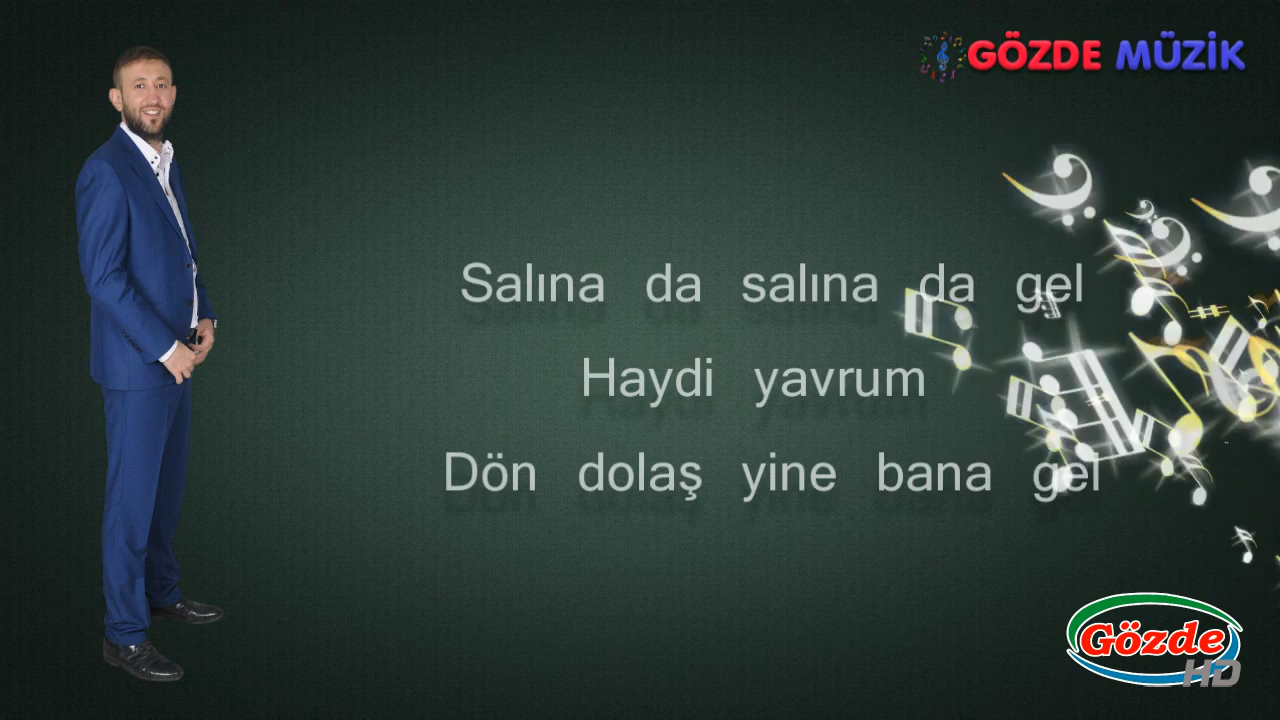 GÖZDE MÜZİK
Salına da salına da gel
Haydi yavrum
Dön dolaş yine bana gel
Gözde
HD